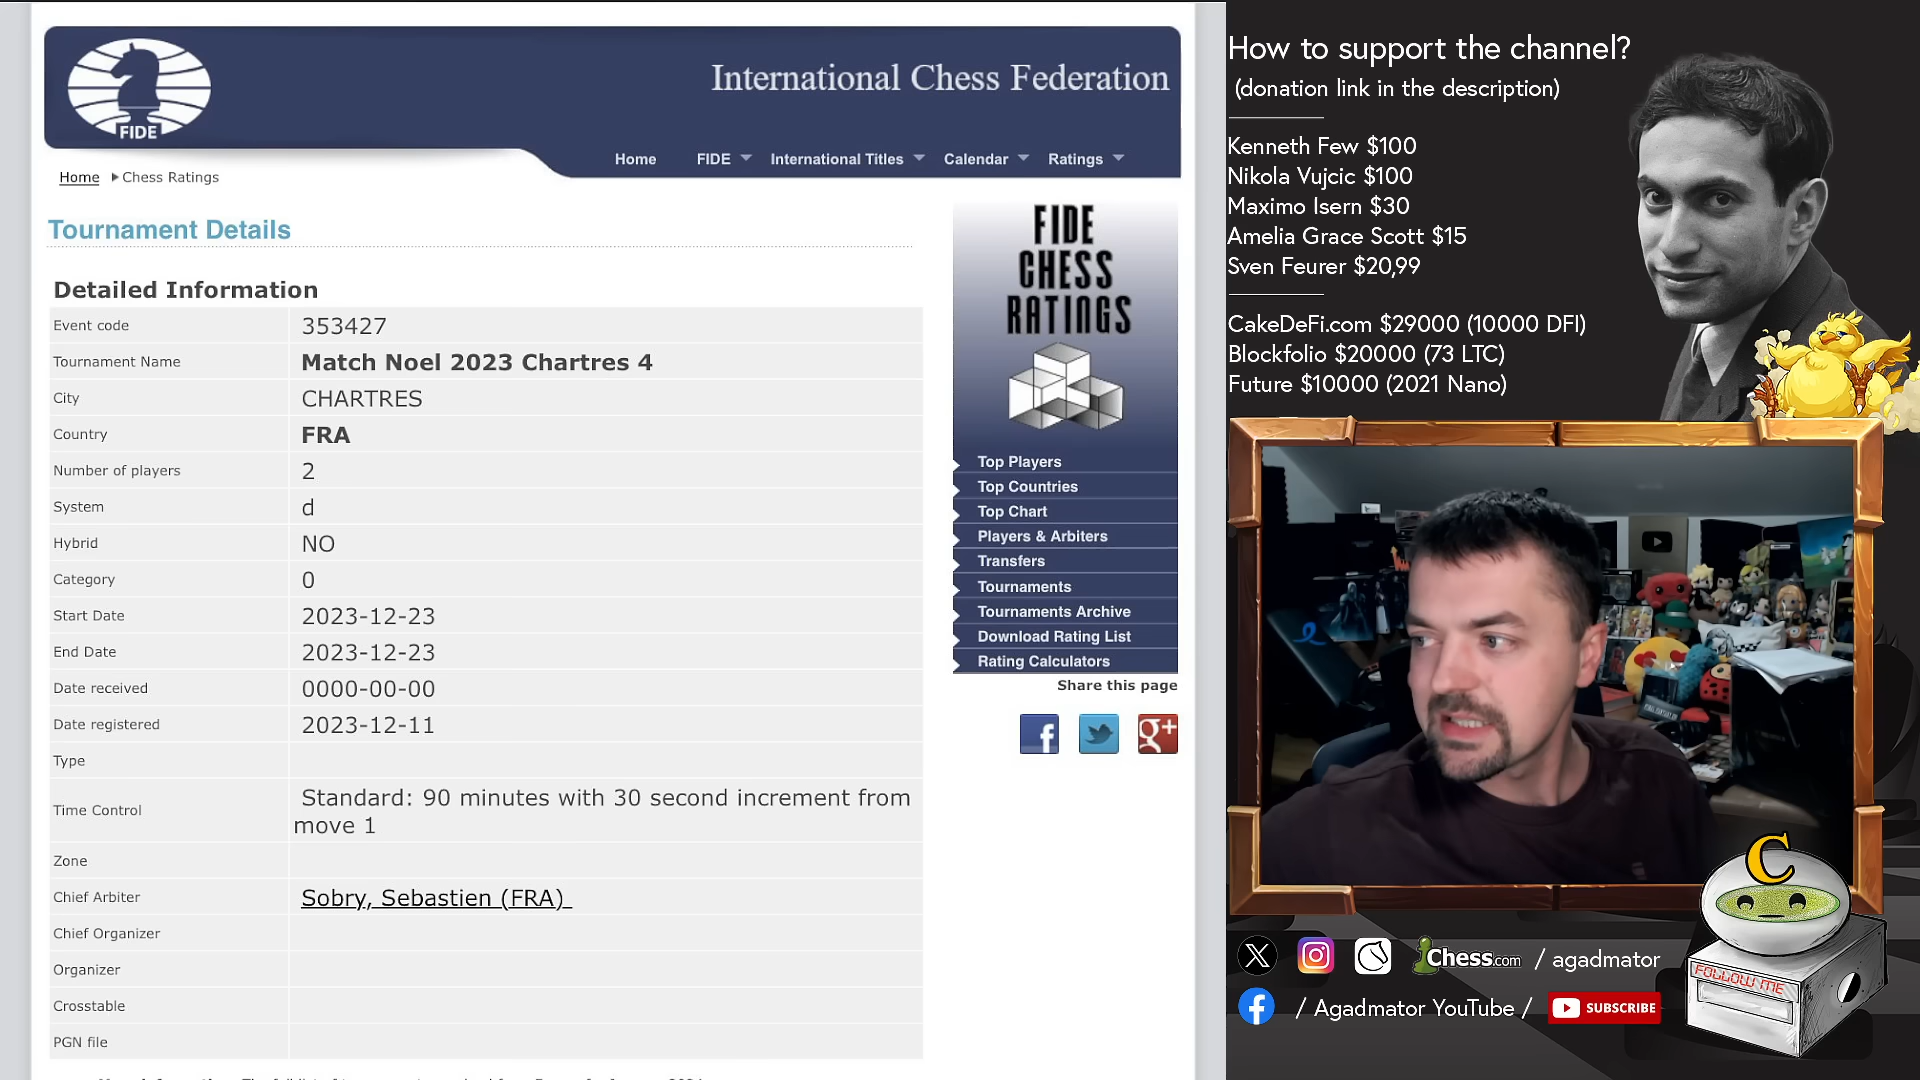 International Chess Federation
FIDE
Home FIDE International Titles Calendar Ratings
Home Chess Ratings
Tournament Details
Detailed Information
Event code 353427
Tournament Name Match Noel 2023 Chartres 4
City CHARTRES
Country FRA
Number of players 2
System d
Hybrid NO
Category 0
Start Date 2023-12-23
End Date 2023-12-23
Date received 0000-00-00
Date registered 2023-12-11
Type
Time Control Standard: 90 minutes with 30 second increment from
move 1
Zone
Chief Arbiter Sobry, Sebastien (FRA)
Chief Organizer
Organizer
Crosstable
PGN file
FIDE
CHESS
RATINGS
Top Players
Top Countries
Top Chart
Players & Arbiters
Transfers
Tournaments
Tournaments Archive
Download Rating List
Rating Calculators
Share this page
f
g+
How to support the channel?
(donation link in the description)
Kenneth Few $100
Nikola Vujcic $100
Maximo Isern $30
Amelia Grace Scott $15
Sven Feurer $20,99
CakeDeFi.com $29000 (10000 DFI)
Blockfolio $20000 (73 LTC)
Future $10000 (2021 Nano)
C
FOLLOW ME
X Chess.com / agadmator
f / Agadmator YouTube / SUBSCRIBE